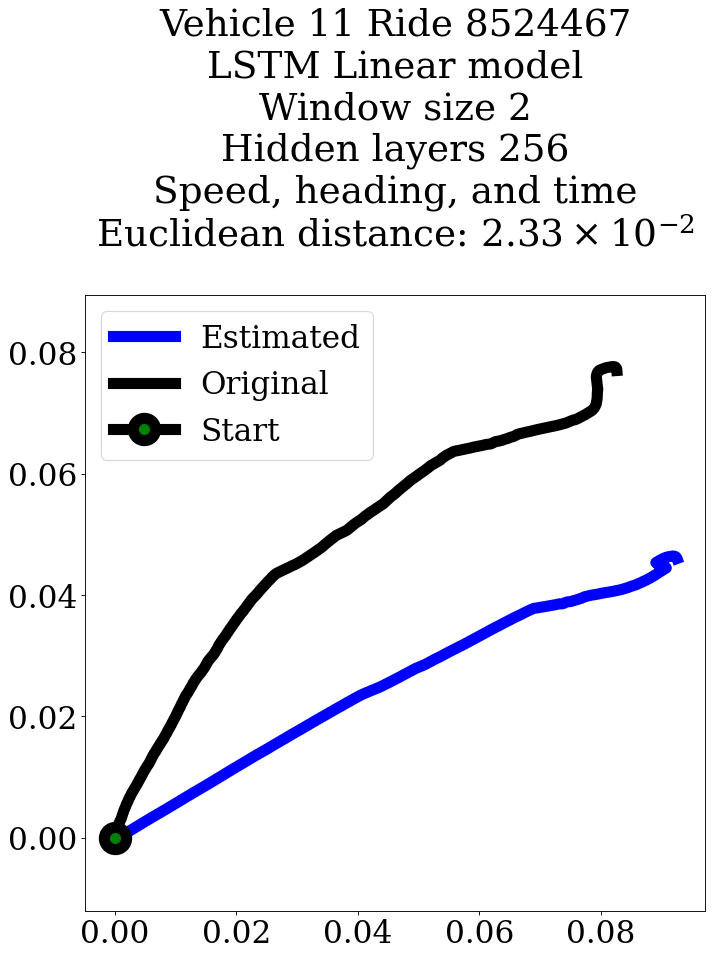 Vehicle 11 Ride 8524467
LSTM Linear model
Window size 2
Hidden layers 256
Speed, heading, and time
Euclidean distance: 2.33 × 10⁻²
Estimated
Original
Start
0.08
0.06
0.04
0.02
0.00
0.00 0.02 0.04 0.06 0.08